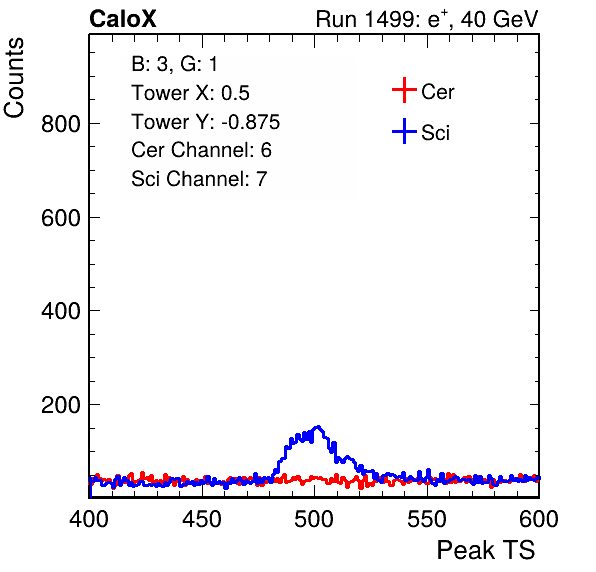 CaloX Run 1499: e+, 40 GeV
Counts
B: 3, G: 1
Tower X: 0.5
Tower Y: -0.875
Cer Channel: 6
Sci Channel: 7
Cer
Sci
800
600
400
200
400 450 500 550 600
Peak TS